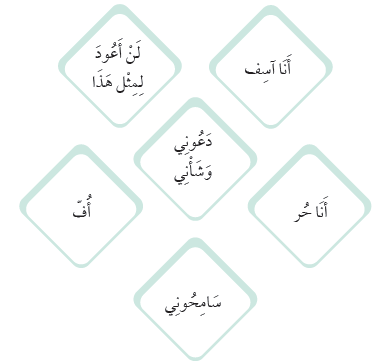 أَنَا آسِف
لَنْ أَعُودَ
لِمِثْل هَذَا
دَعُونِي
وَشَأْنِي
أَنَا حُر
أُفّ
سَامِحُونِي